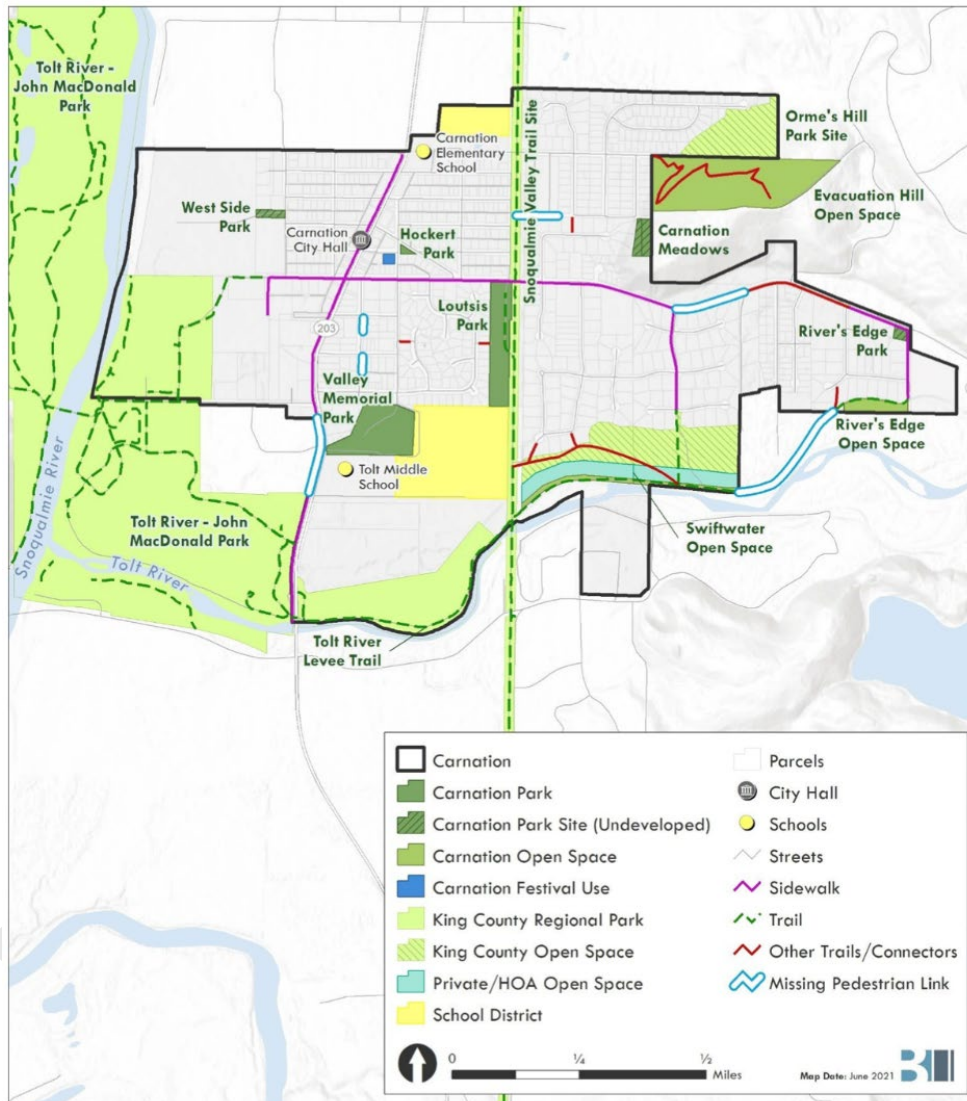 Tolt River -
John MacDonald
Park
Snoqualmie Valley Trail Site
Orme's Hill
Park Site
Carnation
Elementary
School
Evacuation Hill
Open Space
West Side
Park
Carnation
City Hall
Hockert
Park
Carnation
Meadows
Loutsis
Park
203
River's Edge
Park
Valley
Memorial
Park
River's Edge
Open Space
Tolt Middle
School
Snoqualmie River
Tolt River - John
MacDonald Park
Swiftwater
Open Space
Tolt River
Tolt River
Levee Trail
Carnation
Carnation Park
Carnation Park Site (Undeveloped)
Carnation Open Space
Carnation Festival Use
King County Regional Park
King County Open Space
Private/HOA Open Space
School District
Parcels
City Hall
Schools
Streets
Sidewalk
Trail
Other Trails/Connectors
Missing Pedestrian Link
0 ¼ ½
Miles
Map Date: June 2021